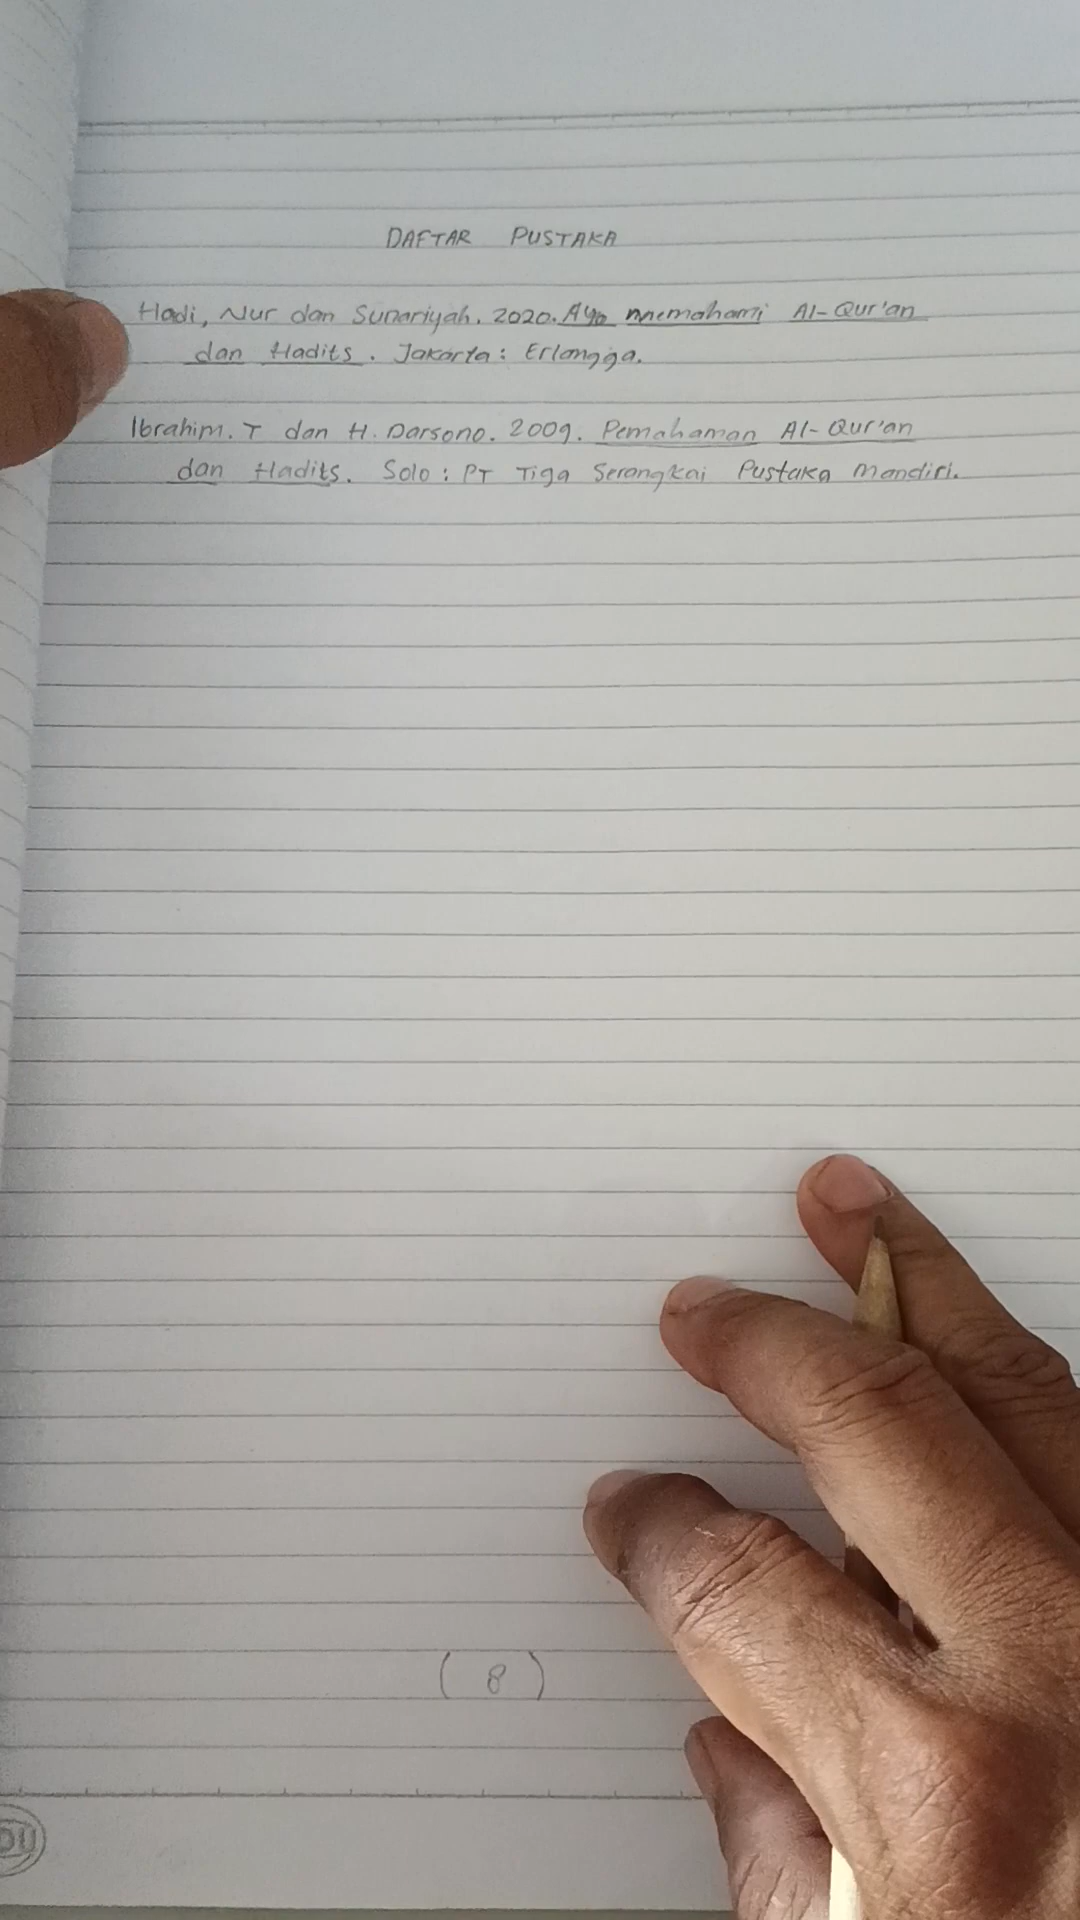 DAFTAR PUSTAKA
Hadi, Nur dan Sunariyah. 2020. Ayo memahami Al-Qur'an
dan Hadits. Jakarta: Erlangga.
Ibrahim. T dan H. Darsono. 2009. Pemahaman Al-Qur'an
dan Hadits. Solo: PT Tiga Serangkai Pustaka Mandiri.
( 8 )
DU